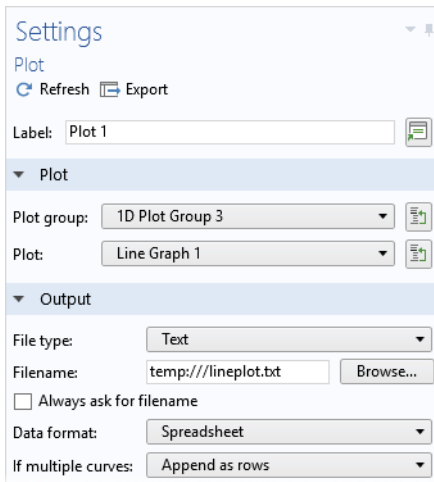 Settings
Plot
Refresh Export
Label: Plot 1
Plot
Plot group: 1D Plot Group 3
Plot: Line Graph 1
Output
File type: Text
Filename: temp:///lineplot.txt Browse...
Always ask for filename
Data format: Spreadsheet
If multiple curves: Append as rows